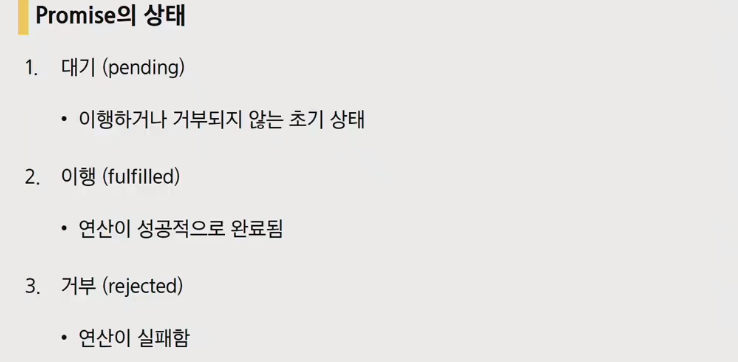 Promise의 상태
1. 대기 (pending)
• 이행하거나 거부되지 않는 초기 상태
2. 이행 (fulfilled)
• 연산이 성공적으로 완료됨
3. 거부 (rejected)
• 연산이 실패함